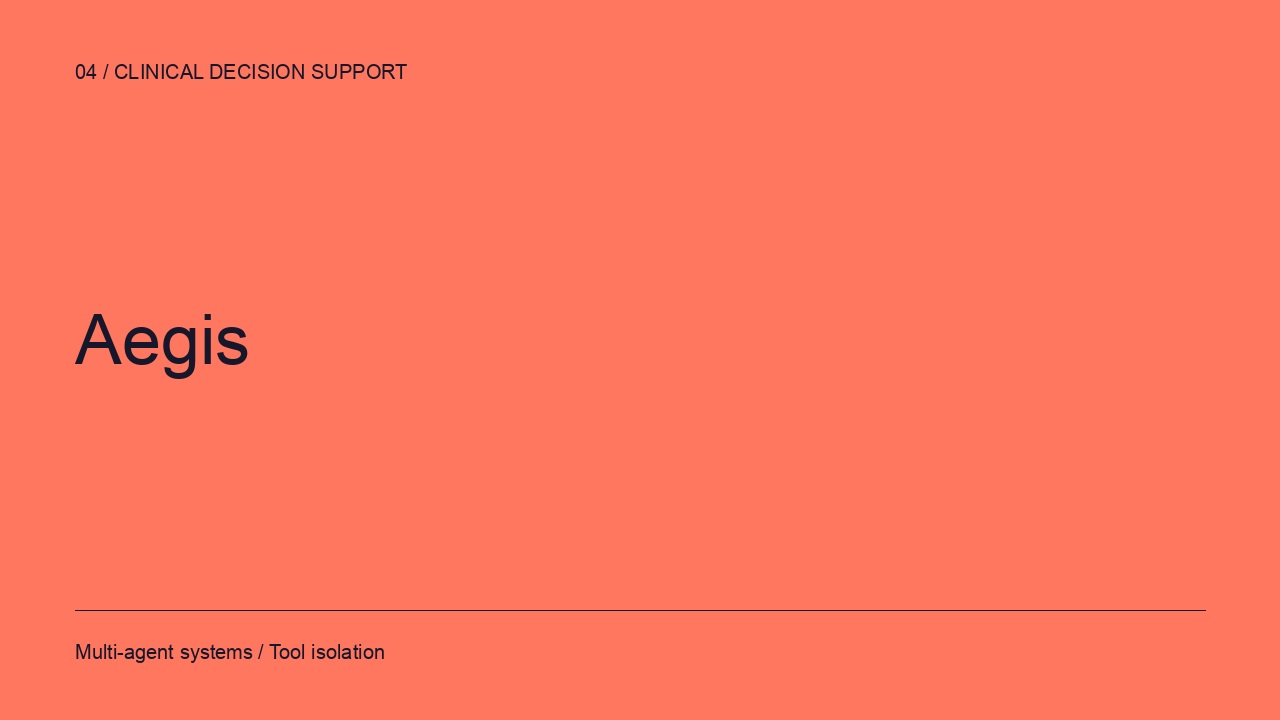 04 / CLINICAL DECISION SUPPORT
Aegis
Multi-agent systems / Tool isolation